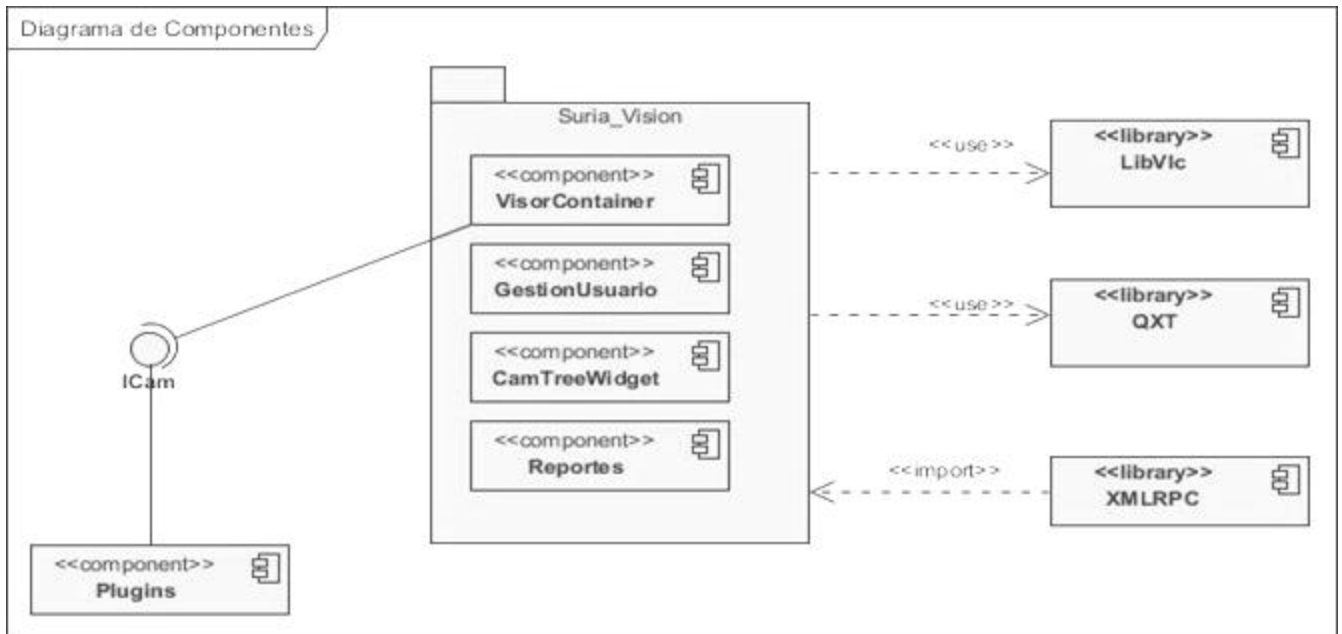 Diagrama de Componentes
Suria_Vision
<<component>>
VisorContainer
<<component>>
GestionUsuario
<<component>>
CamTreeWidget
<<component>>
Reportes
ICam
<<component>>
Plugins
<<use>>
<<library>>
LibVlc
<<use>>
<<library>>
QXT
<<import>>
<<library>>
XMLRPC